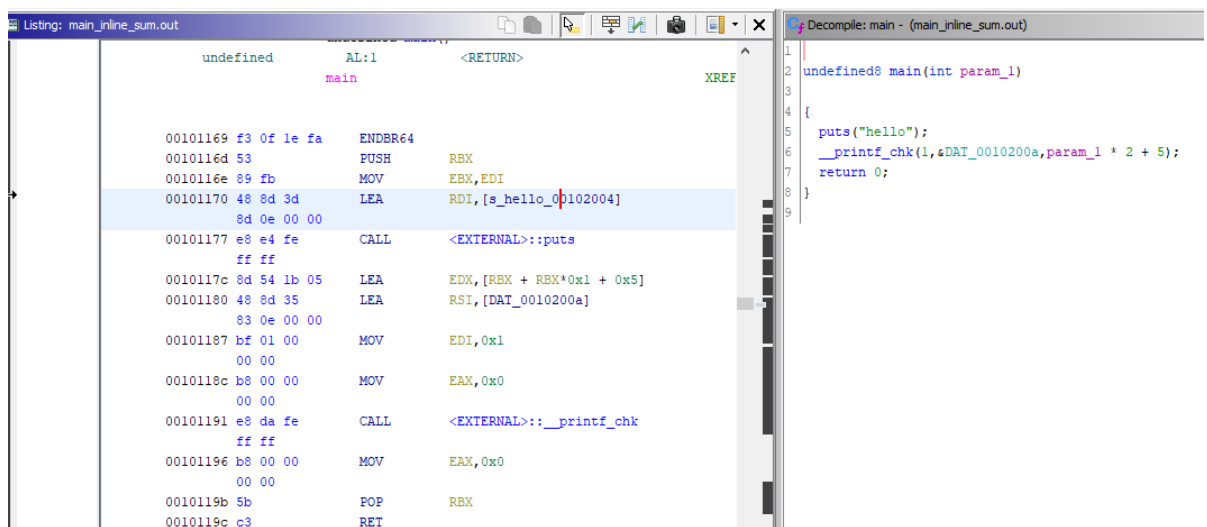 Listing: main_inline_sum.out
undefined AL:1 <RETURN>
main XREF
00101169 f3 0f 1e fa ENDBR64
0010116d 53 PUSH RBX
0010116e 89 fb MOV EBX,EDI
00101170 48 8d 3d LEA RDI,[s_hello_00102004]
8d 0e 00 00
00101177 e8 e4 fe CALL <EXTERNAL>::puts
ff ff
0010117c 8d 54 1b 05 LEA EDX,[RBX + RBX*0x1 + 0x5]
00101180 48 8d 35 LEA RSI,[DAT_0010200a]
83 0e 00 00
00101187 bf 01 00 MOV EDI,0x1
00 00
0010118c b8 00 00 MOV EAX,0x0
00 00
00101191 e8 da fe CALL <EXTERNAL>::__printf_chk
ff ff
00101196 b8 00 00 MOV EAX,0x0
00 00
0010119b 5b POP RBX
0010119c c3 RET
Decompile: main - (main_inline_sum.out)
1
2 undefined8 main(int param_1)
3
4 {
5 puts("hello");
6 __printf_chk(1,&DAT_0010200a,param_1 * 2 + 5);
7 return 0;
8 }
9